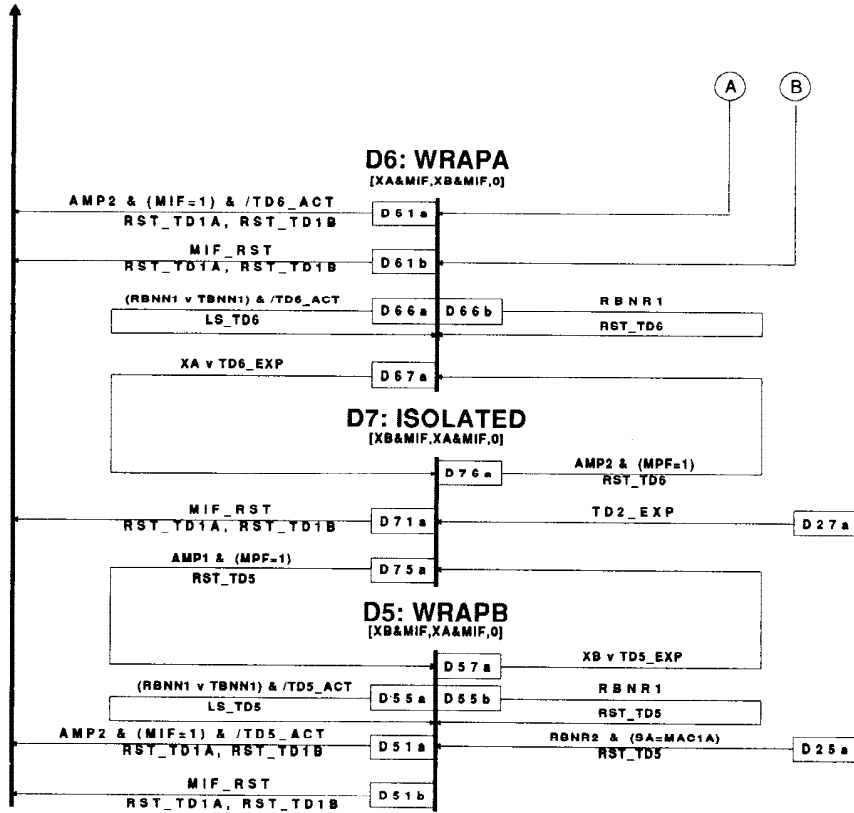 A B
D6: WRAPA
[XA&MIF,XB&MIF,0]
AMP2 & (MIF=1) & /TD6_ACT
RST_TD1A, RST_TD1B
D61a
MIF_RST
RST_TD1A, RST_TD1B
D61b
(RBNN1 v TBNN1) & /TD6_ACT
LS_TD6
D66a D66b
RBNR1
RST_TD6
XA v TD6_EXP
D67a
D7: ISOLATED
[XB&MIF,XA&MIF,0]
D76a
AMP2 & (MPF=1)
RST_TD6
MIF_RST
RST_TD1A, RST_TD1B
D71a
TD2_EXP
D27a
AMP1 & (MPF=1)
RST_TD5
D75a
D5: WRAPB
[XB&MIF,XA&MIF,0]
D57a
XB v TD5_EXP
(RBNN1 v TBNN1) & /TD5_ACT
LS_TD5
D55a D55b
RBNR1
RST_TD5
AMP2 & (MIF=1) & /TD5_ACT
RST_TD1A, RST_TD1B
D51a
RBNR2 & (SA=MAC1A)
RST_TD5
D25a
MIF_RST
RST_TD1A, RST_TD1B
D51b